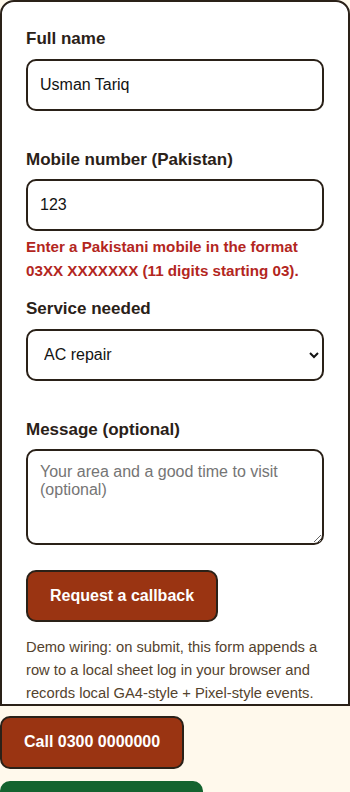 Full name
Usman Tariq
Mobile number (Pakistan)
123
Enter a Pakistani mobile in the format
03XX XXXXXXX (11 digits starting 03).
Service needed
AC repair
Message (optional)
Your area and a good time to visit
(optional)
Request a callback
Demo wiring: on submit, this form appends a
row to a local sheet log in your browser and
records local GA4-style + Pixel-style events.
Call 0300 0000000